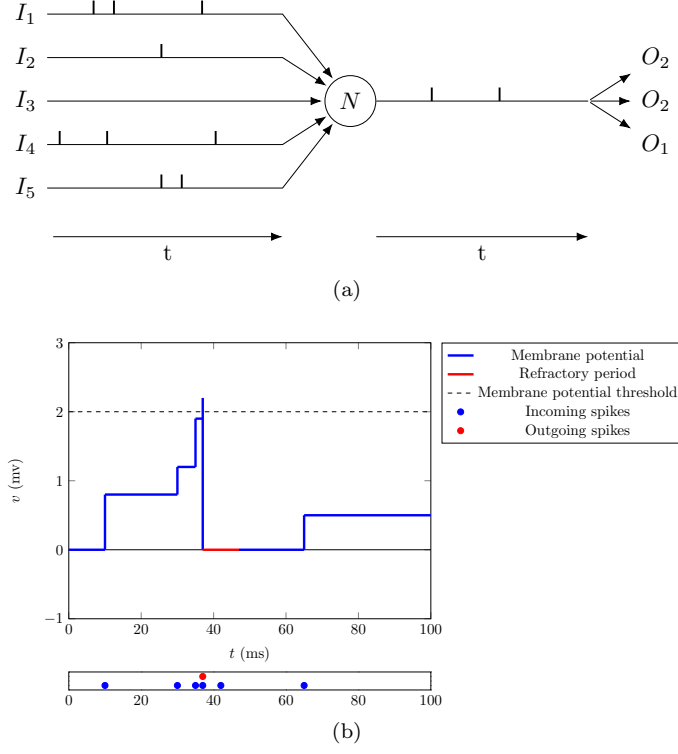 I1
I2
I3
I4
I5
N
O2
O2
O1
t
t
(a)
3
2
1
0
−1
v (mv)
0 20 40 60 80 100
t (ms)
Membrane potential
Refractory period
Membrane potential threshold
Incoming spikes
Outgoing spikes
0 20 40 60 80 100
(b)